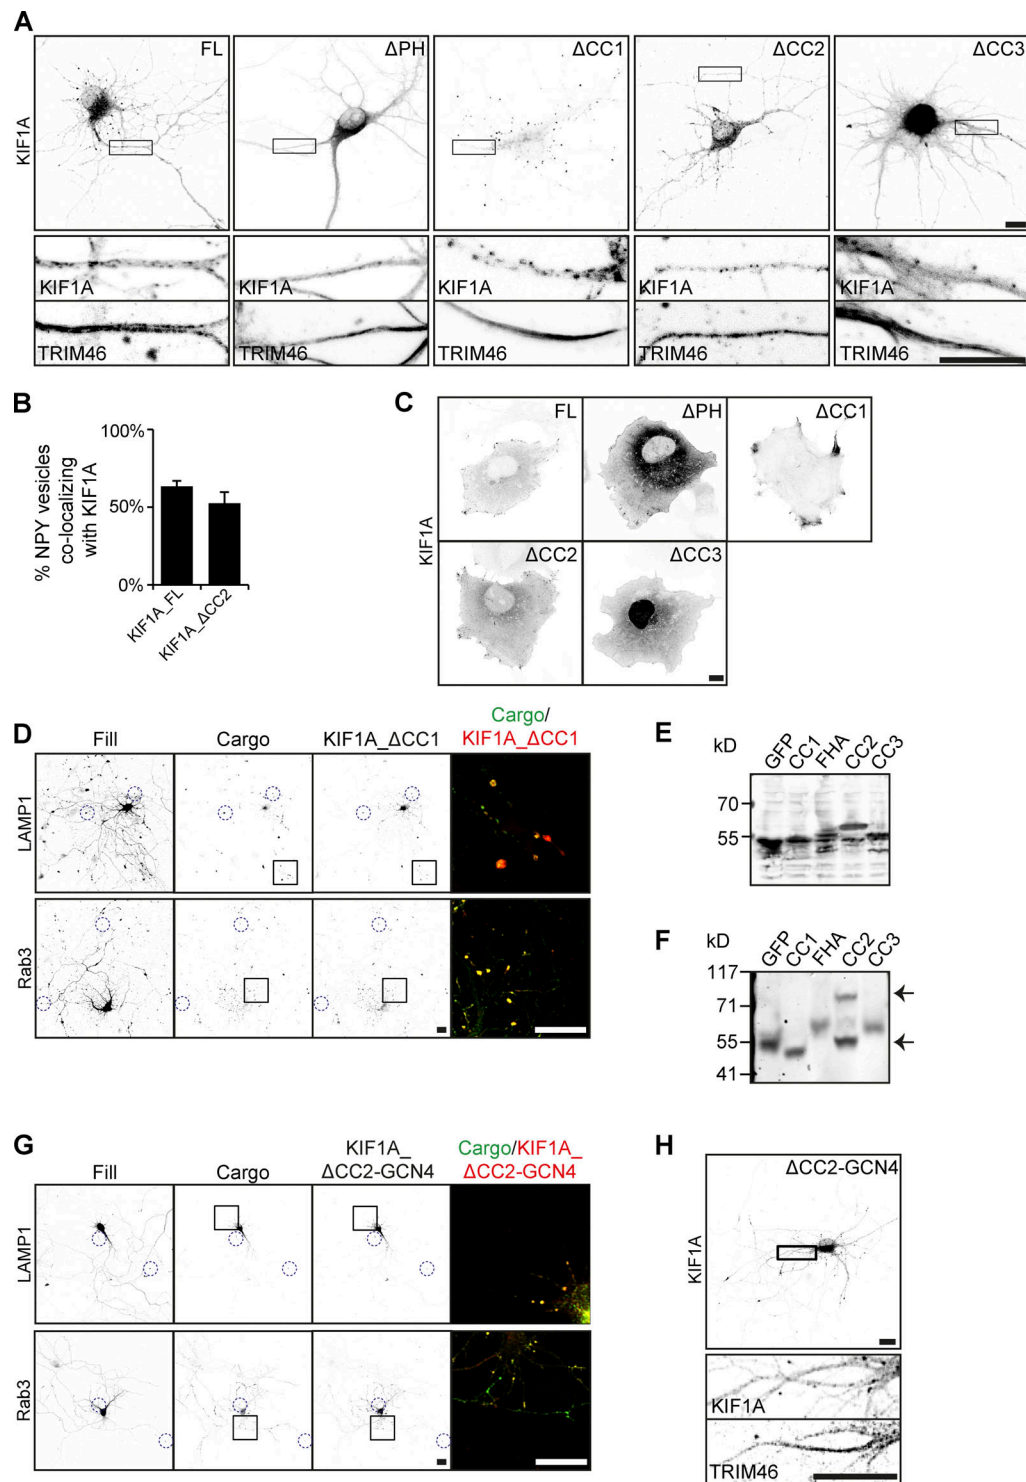 A
FL
ΔPH
ΔCC1
ΔCC2
ΔCC3
KIF1A
KIF1A
KIF1A
KIF1A
KIF1A
KIF1A
TRIM46
TRIM46
TRIM46
TRIM46
TRIM46
B
% NPY vesicles
co-localizing
with KIF1A
100%
50%
0%
KIF1A_FL
KIF1A_ΔCC2
C
KIF1A
FL
ΔPH
ΔCC1
ΔCC2
ΔCC3
D
Fill
Cargo
KIF1A_ΔCC1
Cargo/
KIF1A_ΔCC1
LAMP1
Rab3
E
kD
GFP
CC1
FHA
CC2
CC3
70
55
F
kD
GFP
CC1
FHA
CC2
CC3
117
71
55
41
G
Fill
Cargo
KIF1A_
ΔCC2-GCN4
Cargo/KIF1A_
ΔCC2-GCN4
LAMP1
Rab3
H
ΔCC2-GCN4
KIF1A
KIF1A
TRIM46